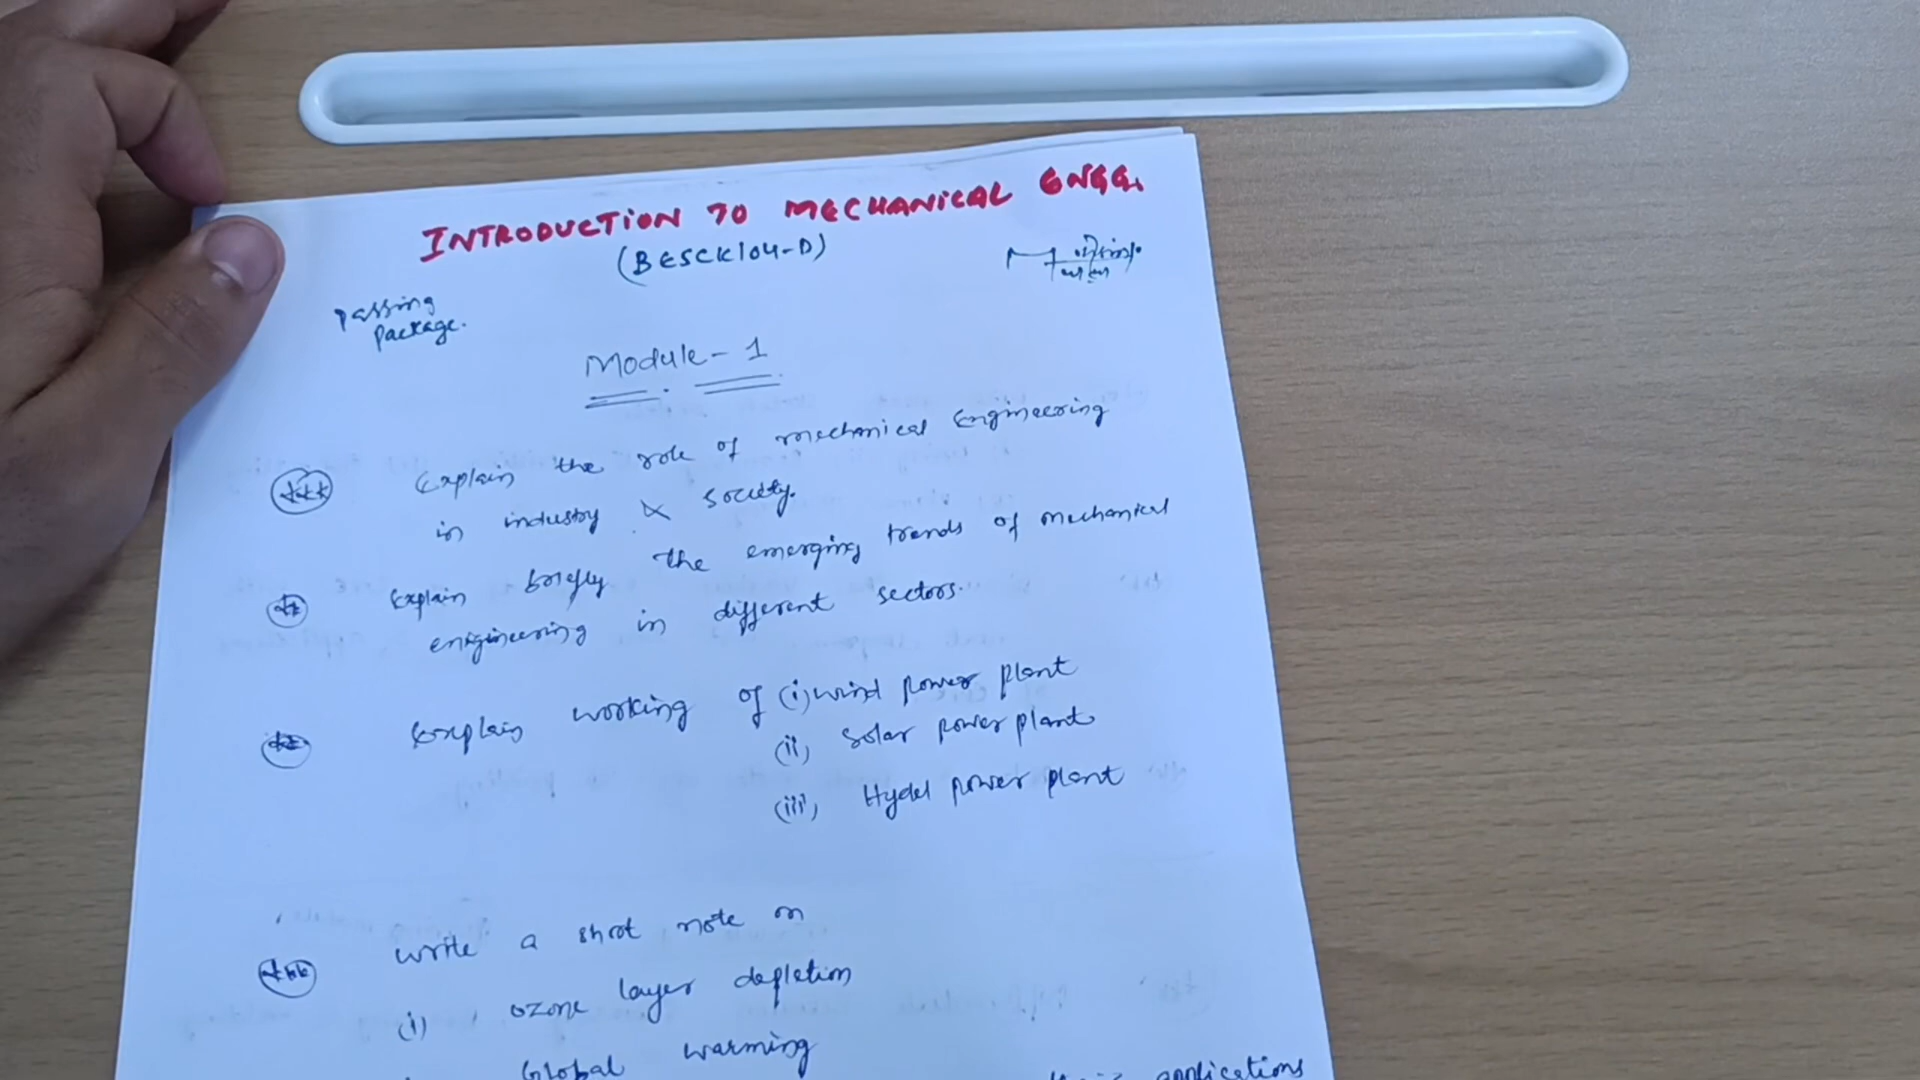 INTRODUCTION TO MECHANICAL ENGG.
(BESCK104-D)
Passing
Package.
Module - 1
Explain the role of mechanical Engineering
in industry & society.
Explain briefly the emerging trends of mechanical
enigineering in different sectors.
Explain working of (i) wind power plant
(ii) Solar power plant
(iii) Hydel power plant
write a shot note on
(i) ozone layer depletion
Global warming
applications